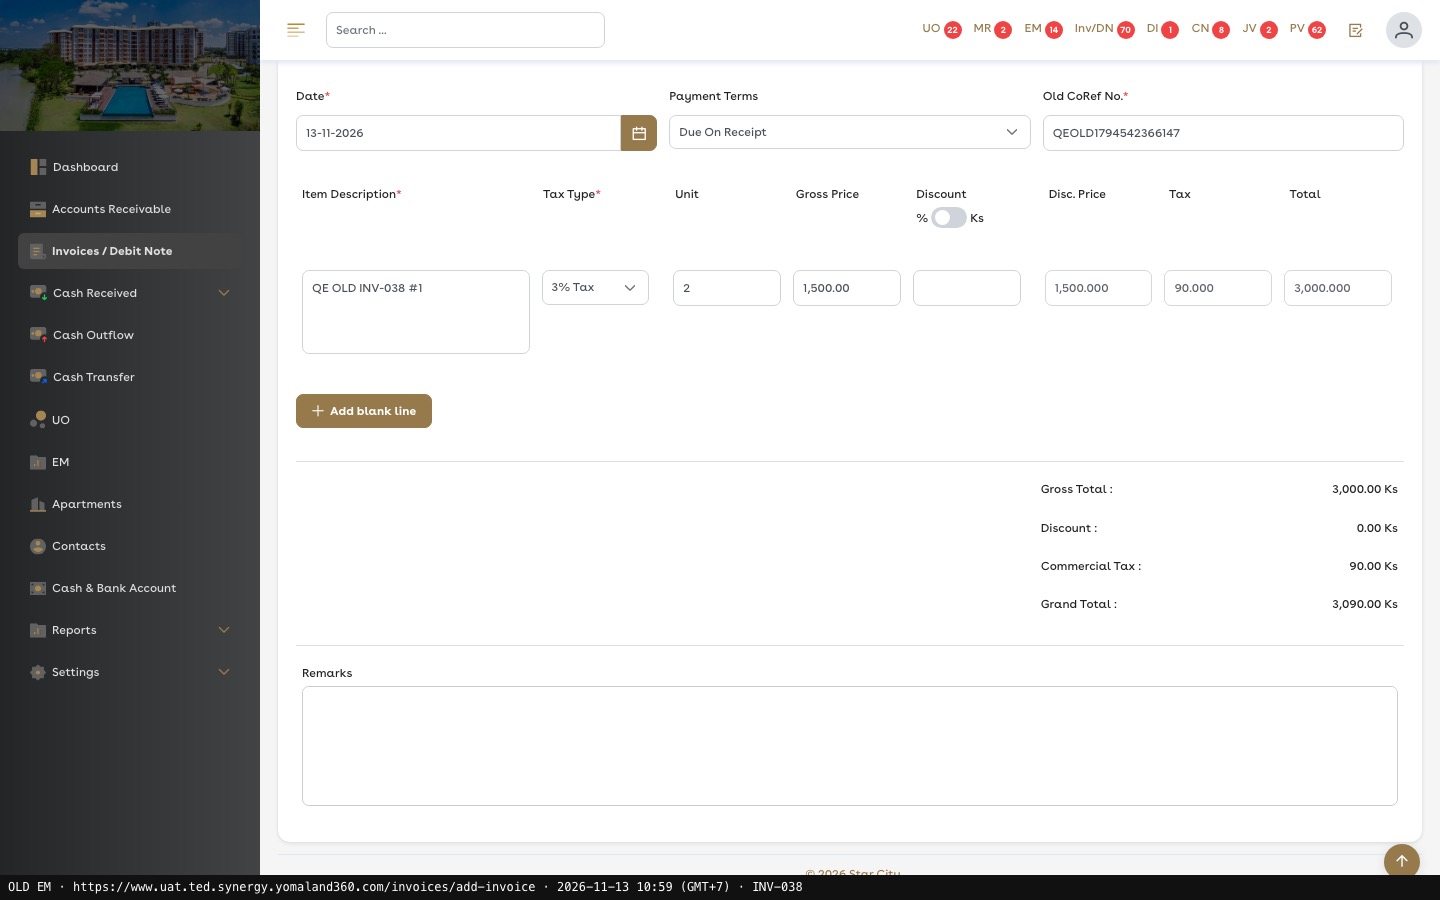 Search ...
UO 22 MR 2 EM 14 Inv/DN 70 DI 1 CN 8 JV 2 PV 62
Dashboard
Accounts Receivable
Invoices / Debit Note
Cash Received
Cash Outflow
Cash Transfer
UO
EM
Apartments
Contacts
Cash & Bank Account
Reports
Settings
Date* Payment Terms Old CoRef No.*
13-11-2026 Due On Receipt QEOLD1794542366147
Item Description* Tax Type* Unit Gross Price Discount Disc. Price Tax Total
% Ks
QE OLD INV-038 #1 3% Tax 2 1,500.00 1,500.000 90.000 3,000.000
Add blank line
Gross Total : 3,000.00 Ks
Discount : 0.00 Ks
Commercial Tax : 90.00 Ks
Grand Total : 3,090.00 Ks
Remarks
© 2026 Star City
OLD EM · https://www.uat.ted.synergy.yomaland360.com/invoices/add-invoice · 2026-11-13 10:59 (GMT+7) · INV-038